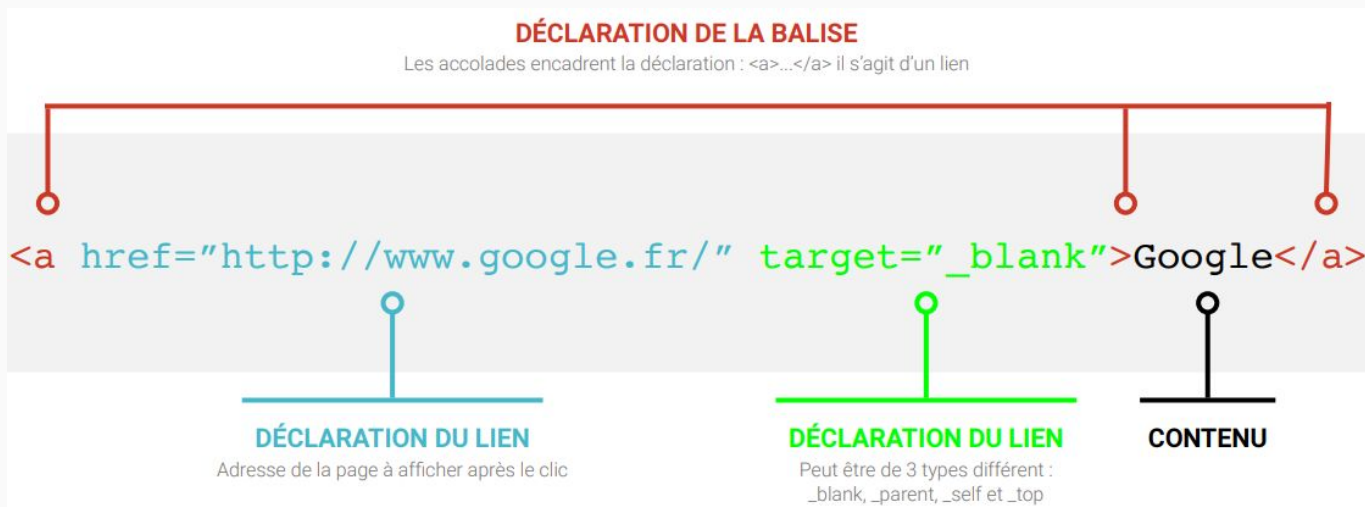 DÉCLARATION DE LA BALISE
Les accolades encadrent la déclaration : <a>...</a> il s’agit d’un lien
<a href=”http://www.google.fr/” target=”_blank”>Google</a>
DÉCLARATION DU LIEN
Adresse de la page à afficher après le clic
DÉCLARATION DU LIEN
Peut être de 3 types différent :
_blank, _parent, _self et _top
CONTENU